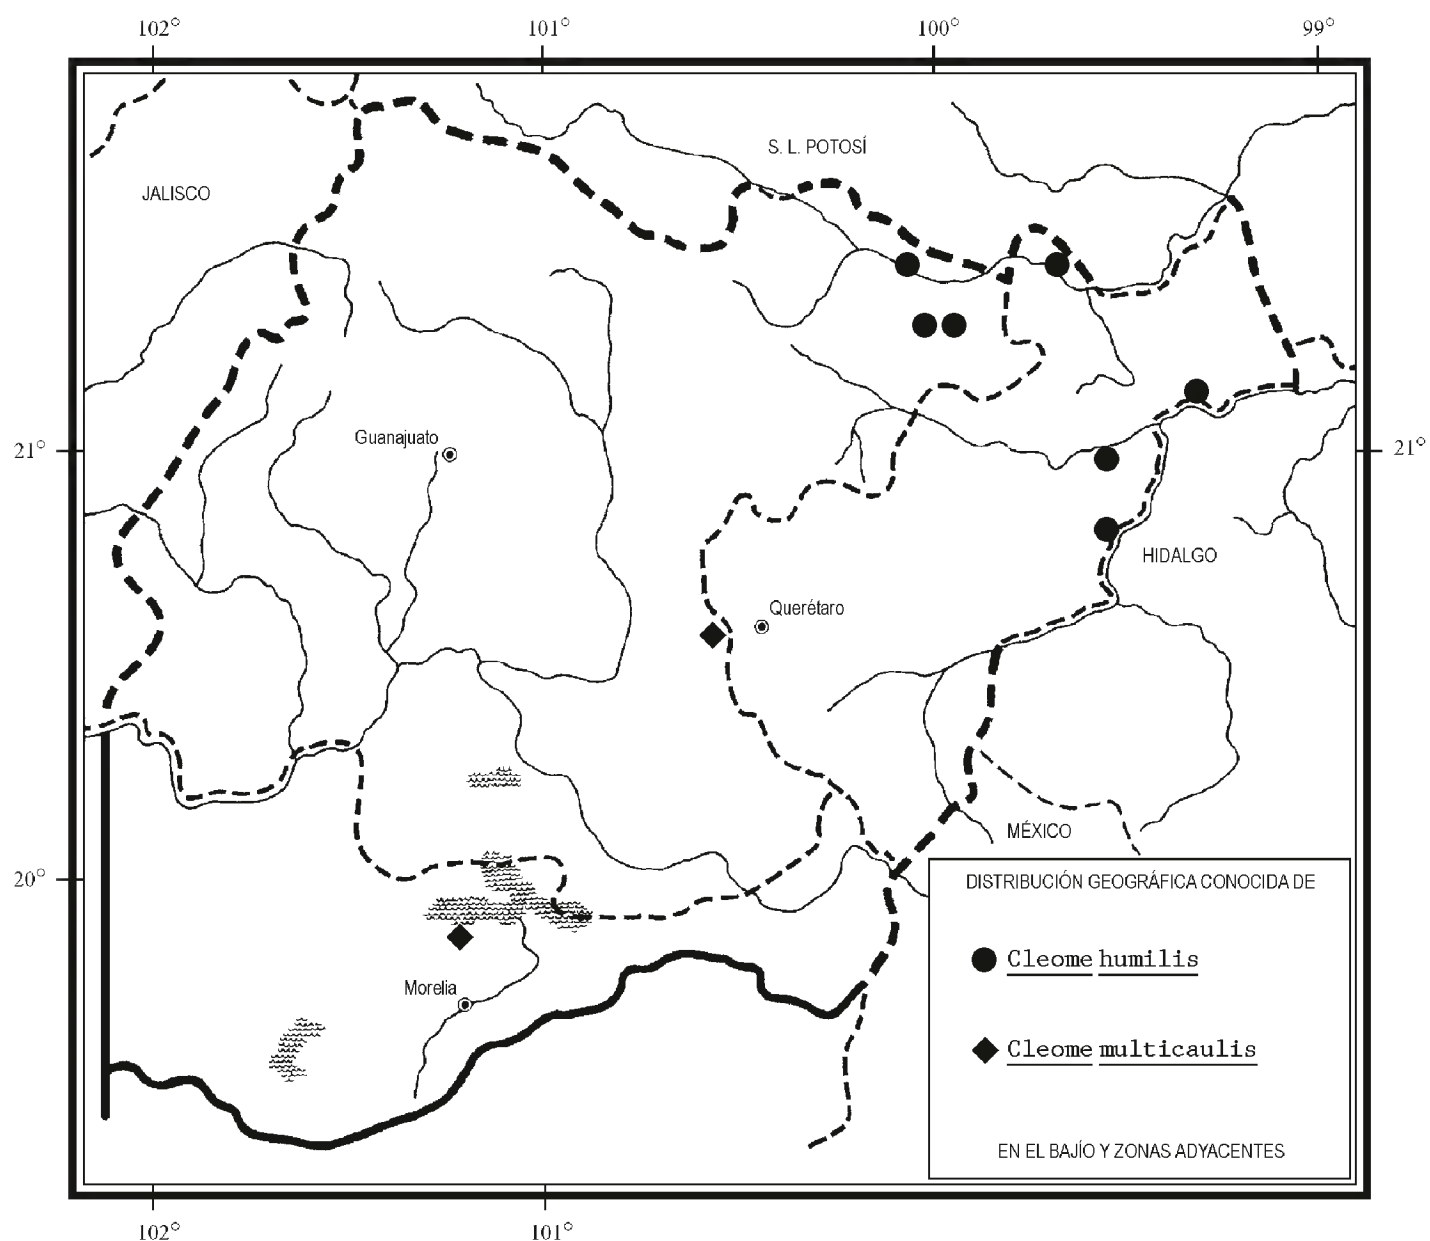 102° 101° 100° 99°
S. L. POTOSÍ
JALISCO
Guanajuato
21° 21°
HIDALGO
Querétaro
MÉXICO
20°
DISTRIBUCIÓN GEOGRÁFICA CONOCIDA DE
Cleome humilis
Morelia
Cleome multicaulis
EN EL BAJÍO Y ZONAS ADYACENTES
102° 101°